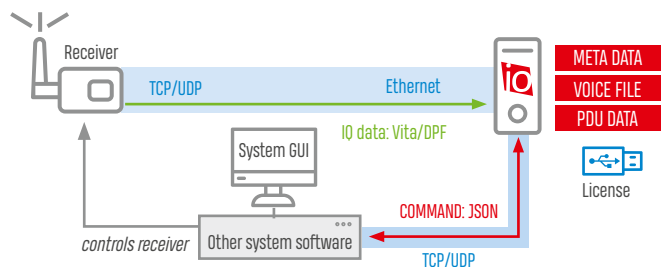 Receiver
TCP/UDP
Ethernet
IQ data: Vita/DPF
iO
META DATA
VOICE FILE
PDU DATA
License
System GUI
COMMAND: JSON
controls receiver
Other system software
TCP/UDP